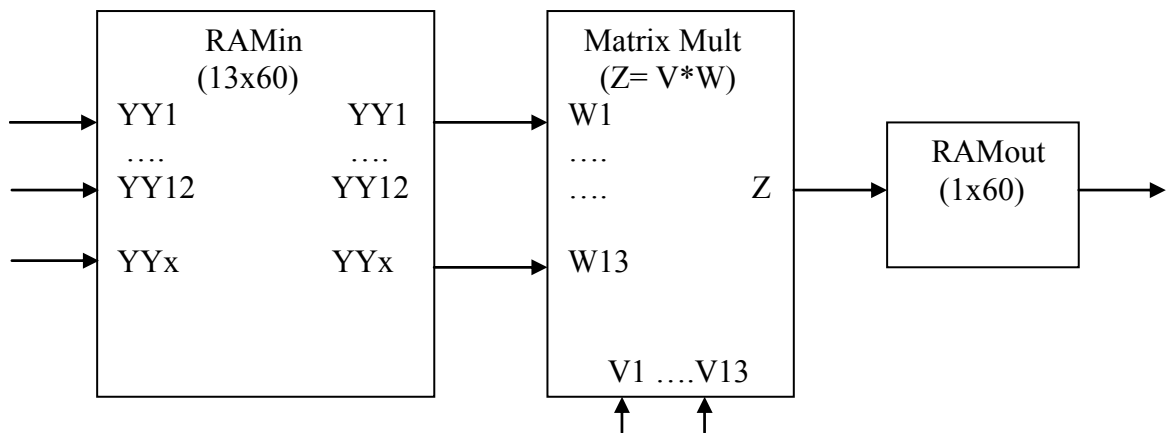 RAMin
(13x60)
YY1 YY1
…. ….
YY12 YY12
YYx YYx
Matrix Mult
(Z= V*W)
W1
….
…. Z
W13
V1 ….V13
RAMout
(1x60)